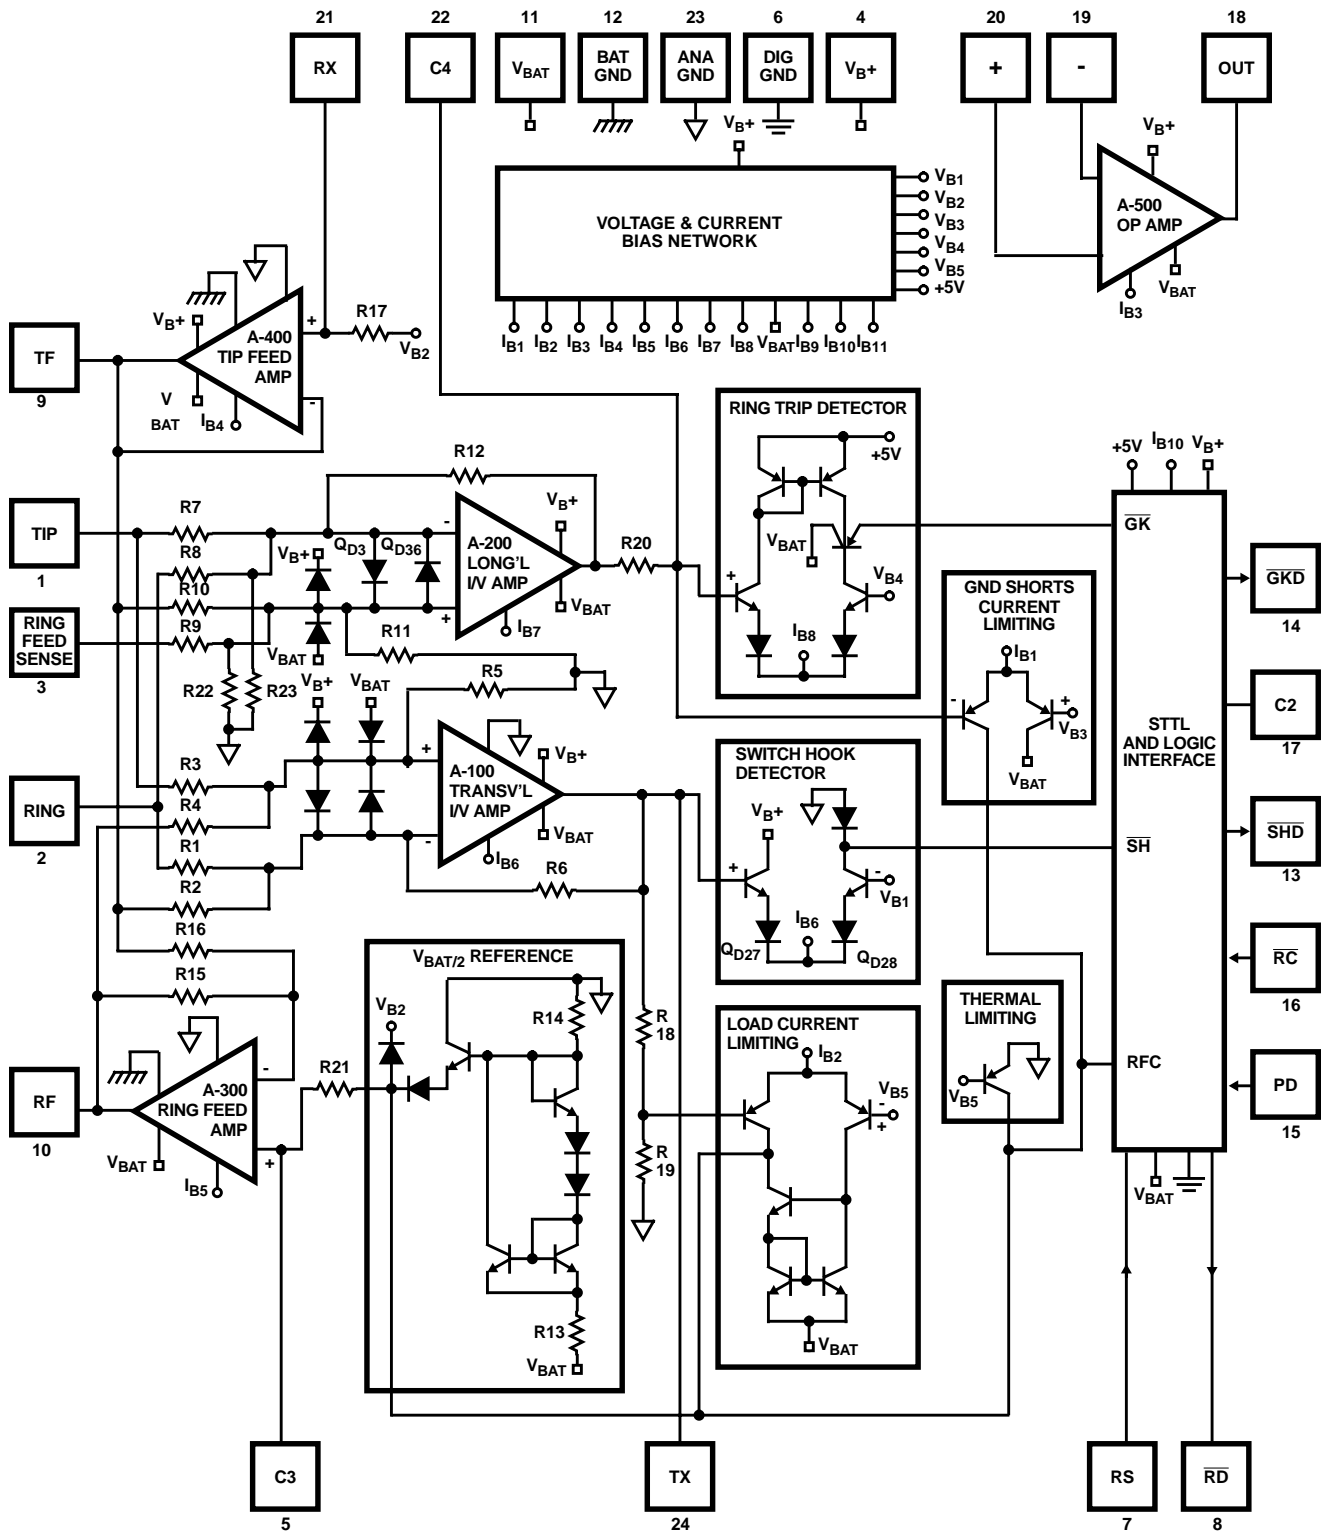 21 22 11 12 23 6 4 20 19 18
RX C4 VBAT BAT GND ANA GND DIG GND VB+ + - OUT
VB+
VB+
VOLTAGE & CURRENT
BIAS NETWORK
VB1
VB2
VB3
VB4
VB5
+5V
IB1 IB2 IB3 IB4 IB5 IB6 IB7 IB8 VBAT IB9 IB10 IB11
A-500
OP AMP
VBAT
IB3
R17
VB2
VB+
+
A-400
TIP FEED
AMP
-
V
BAT
IB4
TF
9
RING TRIP DETECTOR
+5V
VBAT
+
VB4
IB8
R12
TIP
1
R7
R8
R10
R9
VB+
QD3
QD36
-
A-200
LONG'L
I/V AMP
+
VB+
VBAT
IB7
R20
RING
FEED
SENSE
3
VBAT
R11
R22
R23
R5
VB+
VBAT
+5V IB10 VB+
GK
STTL
AND LOGIC
INTERFACE
SH
RFC
VBAT
GKD
14
C2
17
SHD
13
RC
16
PD
15
GND SHORTS
CURRENT
LIMITING
IB1
-
+
VB3
VBAT
RING
2
R3
R4
R1
R2
R16
R15
+
A-100
TRANSV'L
I/V AMP
-
VB+
VBAT
IB6
R6
SWITCH HOOK
DETECTOR
VB+
+
-
VB1
IB6
QD27
QD28
VBAT/2 REFERENCE
VB2
R14
R13
VBAT
R
18
R
19
THERMAL
LIMITING
VB5
LOAD CURRENT
LIMITING
IB2
VB5
-
+
VBAT
R21
-
A-300
RING FEED
AMP
+
VBAT
IB5
RF
10
C3
5
TX
24
RS
7
RD
8